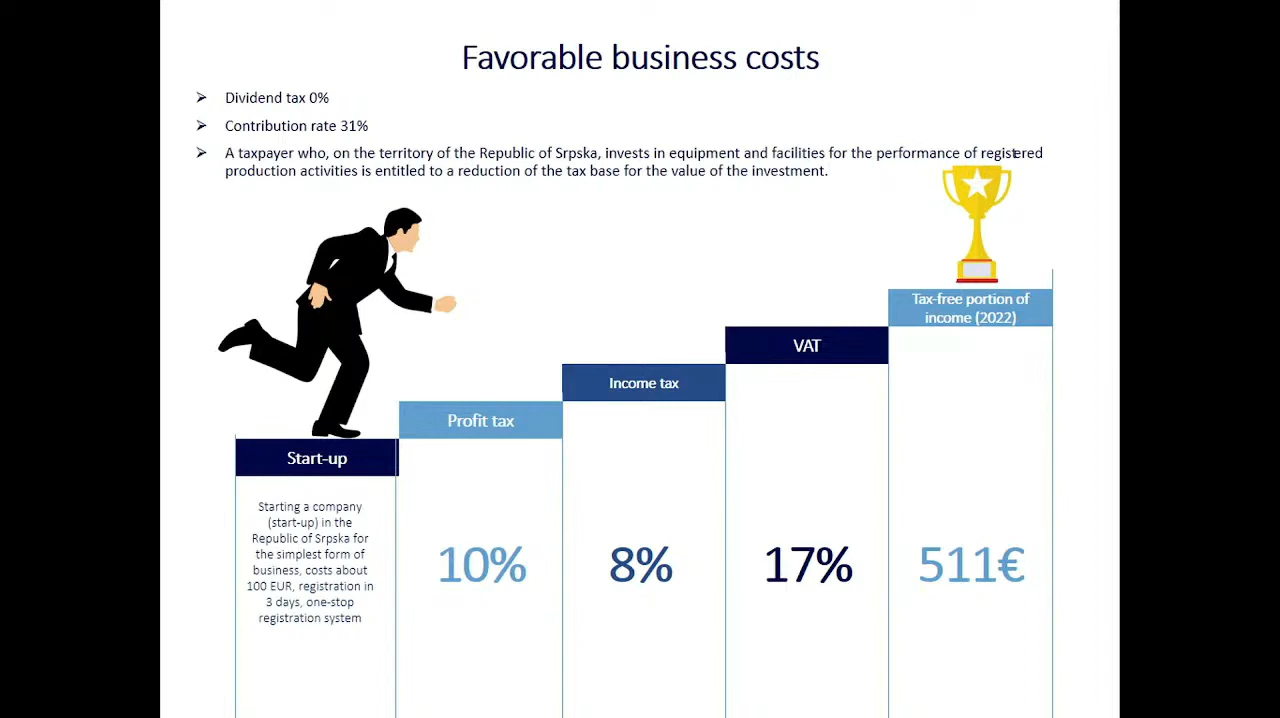 Favorable business costs
Dividend tax 0%
Contribution rate 31%
A taxpayer who, on the territory of the Republic of Srpska, invests in equipment and facilities for the performance of registered
production activities is entitled to a reduction of the tax base for the value of the investment.
Start-up
Starting a company
(start-up) in the
Republic of Srpska for
the simplest form of
business, costs about
100 EUR, registration in
3 days, one-stop
registration system
Profit tax
10%
Income tax
8%
VAT
17%
Tax-free portion of
income (2022)
511€